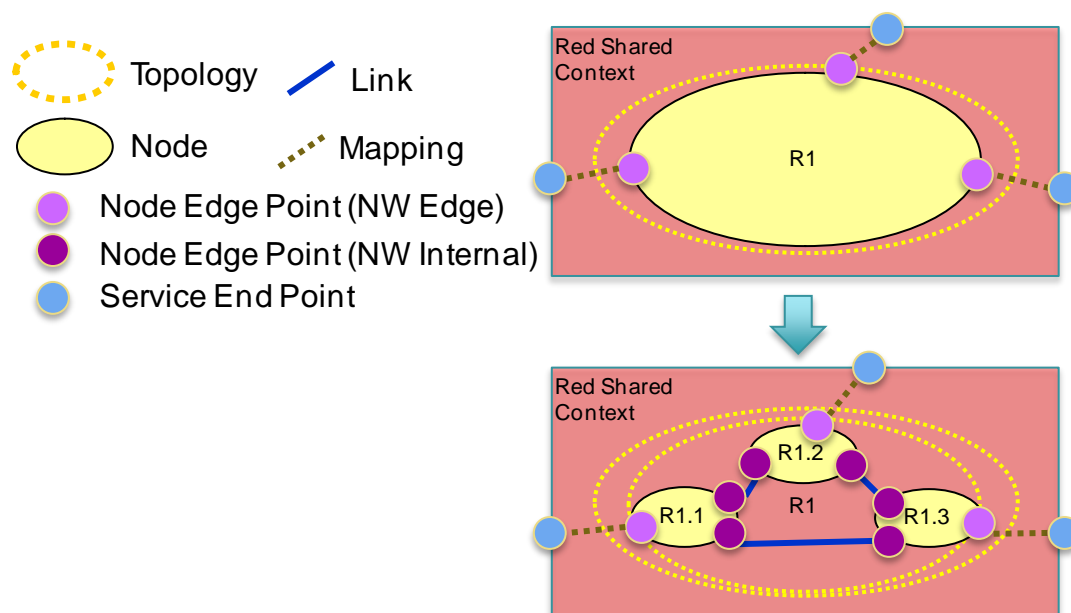 Topology
Link
Node
Mapping
Node Edge Point (NW Edge)
Node Edge Point (NW Internal)
Service End Point
Red Shared
Context
R1
Red Shared
Context
R1.2
R1
R1.1
R1.3